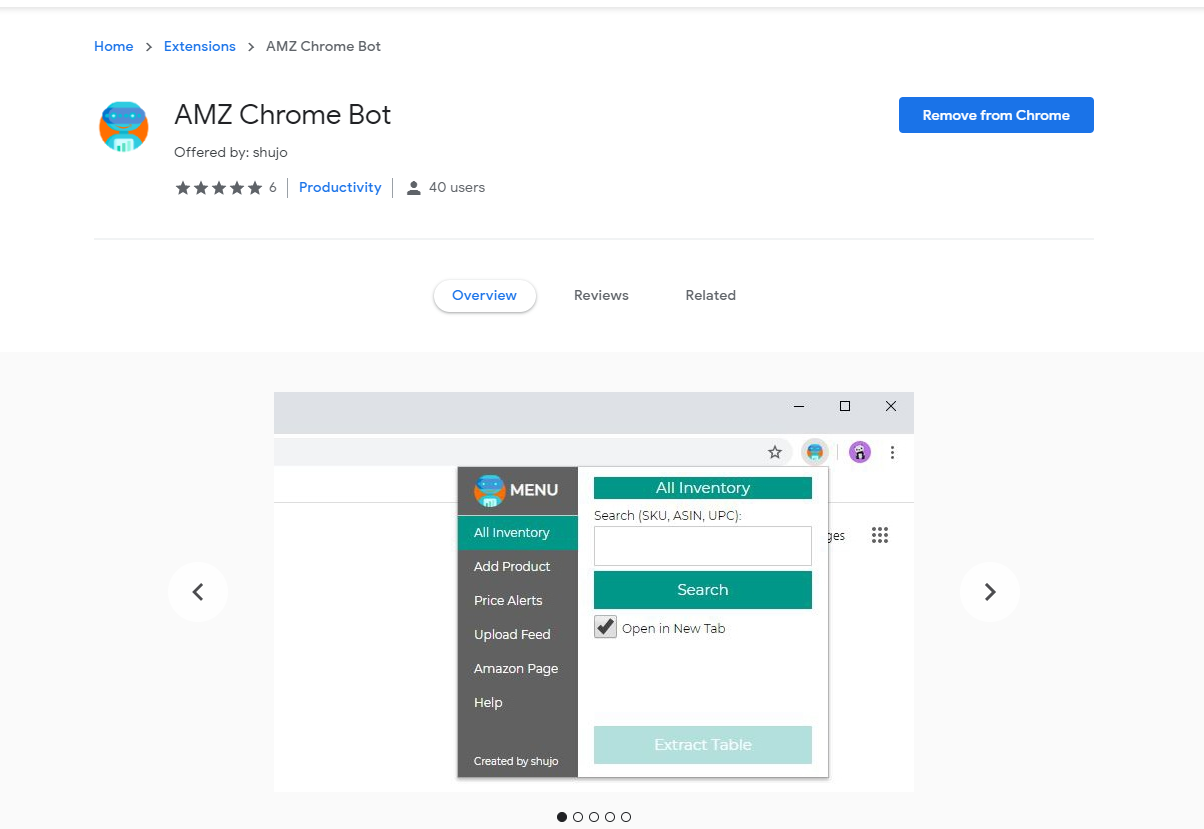 Home > Extensions > AMZ Chrome Bot
AMZ Chrome Bot
Remove from Chrome
Offered by: shujo
6 Productivity 40 users
Overview Reviews Related
MENU
All Inventory
Add Product
Price Alerts
Upload Feed
Amazon Page
Help
Created by shujo
All Inventory
Search (SKU, ASIN, UPC):
Search
Open in New Tab
Extract Table